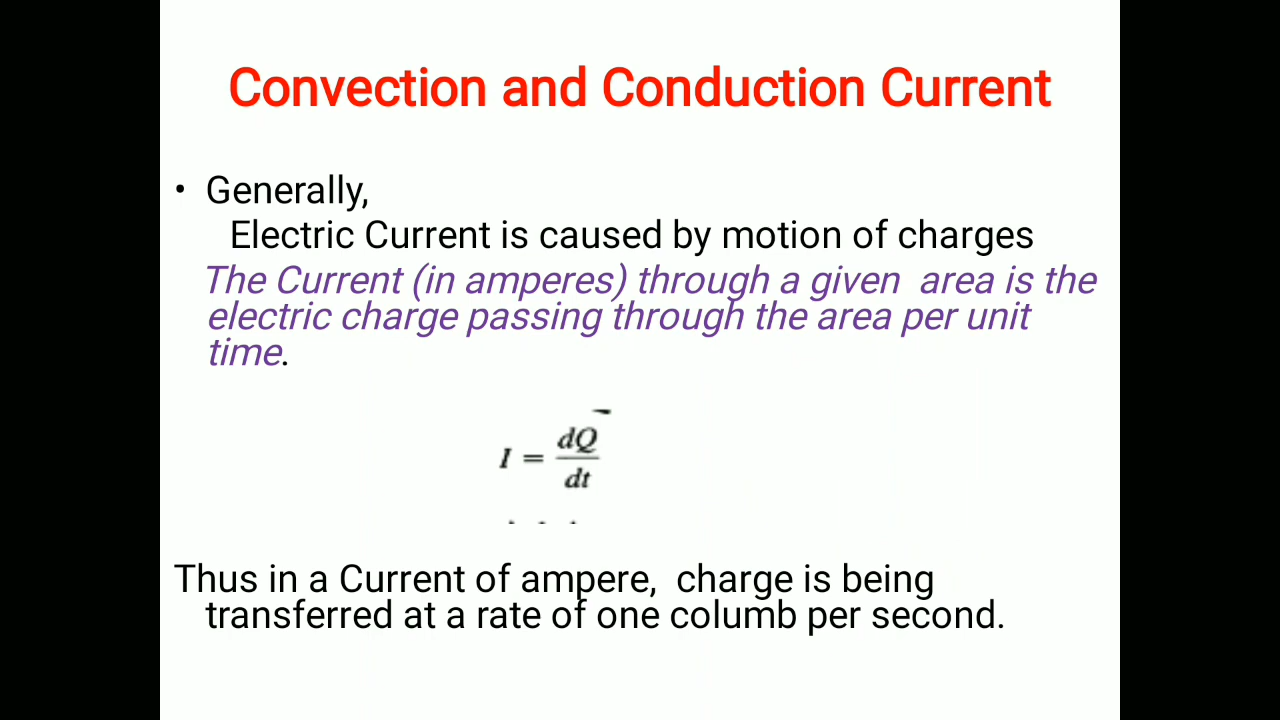 Convection and Conduction Current
• Generally,
Electric Current is caused by motion of charges
The Current (in amperes) through a given area is the
electric charge passing through the area per unit
time.
I = dQ/dt
Thus in a Current of ampere, charge is being
transferred at a rate of one columb per second.